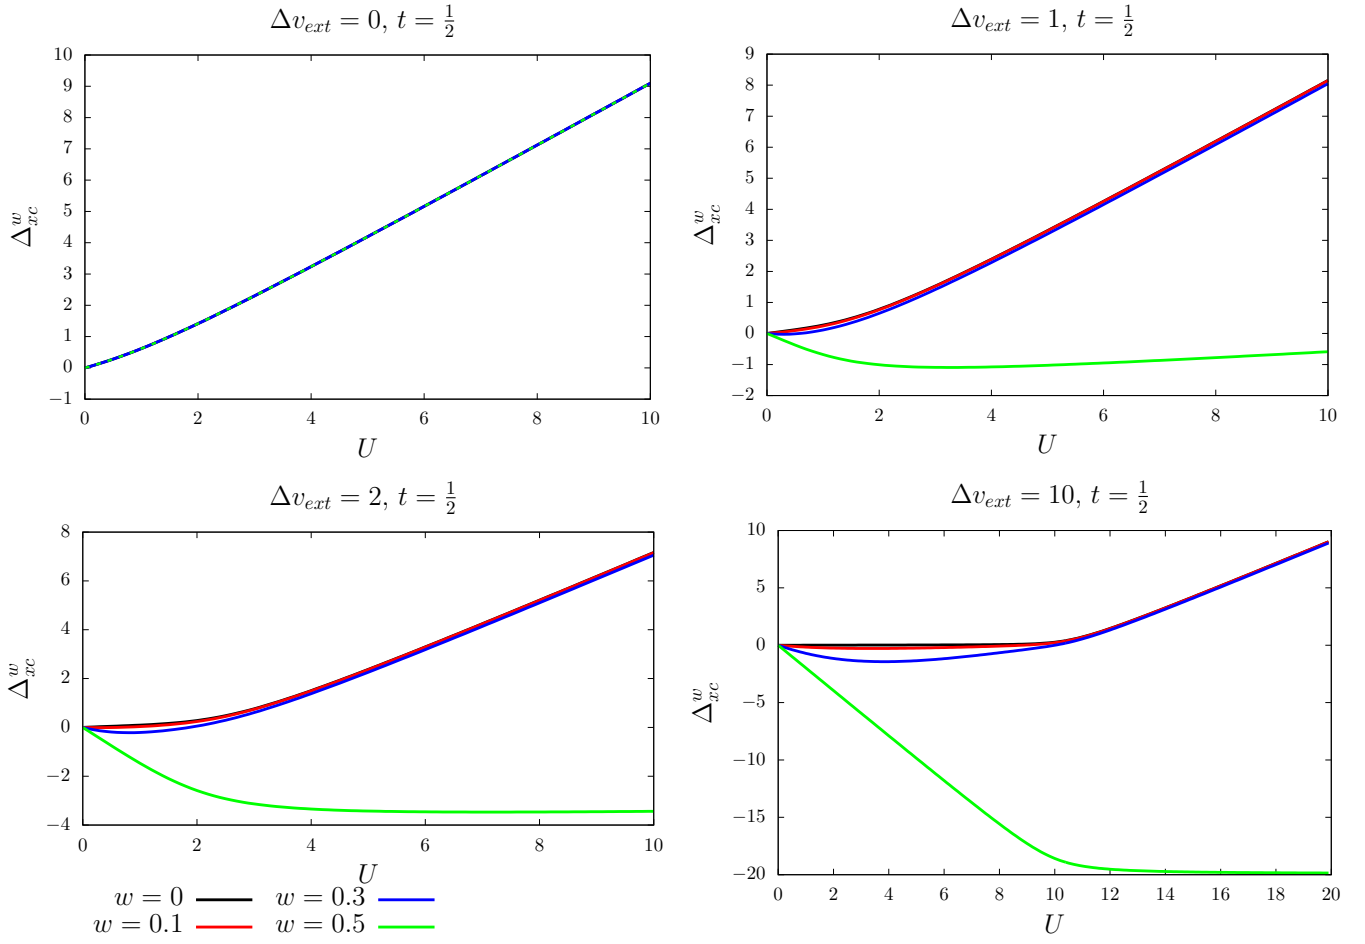 Δv_ext = 0, t = 1/2
10
9
8
7
6
5
4
3
2
1
0
−1
Δ^w_xc
0 2 4 6 8 10
U
Δv_ext = 1, t = 1/2
9
8
7
6
5
4
3
2
1
0
−1
−2
Δ^w_xc
0 2 4 6 8 10
U
Δv_ext = 2, t = 1/2
8
6
4
2
0
−2
−4
Δ^w_xc
0 2 4 6 8 10
U
Δv_ext = 10, t = 1/2
10
5
0
−5
−10
−15
−20
Δ^w_xc
0 2 4 6 8 10 12 14 16 18 20
U
w = 0 w = 0.3
w = 0.1 w = 0.5